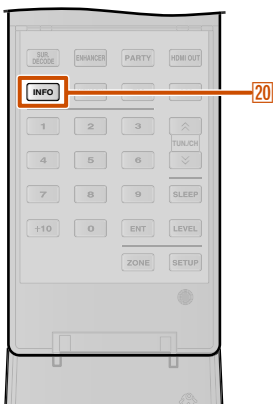 SUR. DECODE ENHANCER PARTY HDMI OUT
INFO 20
1 2 3
TUN/CH
4 5 6
7 8 9 SLEEP
+10 0 ENT LEVEL
ZONE SETUP